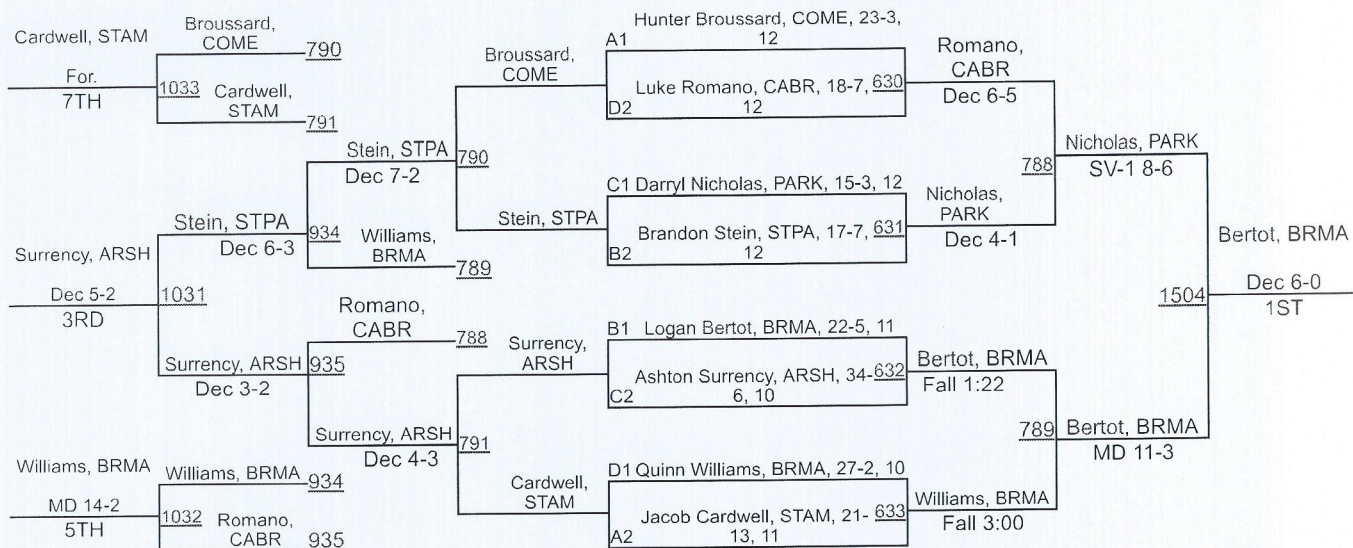 Cardwell, STAM
For.
7TH
1033
Broussard,
COME
790
Cardwell,
STAM
791
Surrency, ARSH
Dec 5-2
3RD
1031
Stein, STPA
Dec 6-3
934
Stein, STPA
Dec 7-2
790
Williams,
BRMA
789
Surrency, ARSH
Dec 3-2
935
Romano,
CABR
788
Surrency, ARSH
Dec 4-3
791
Williams, BRMA
MD 14-2
5TH
1032
Williams, BRMA
934
Romano,
CABR
935
Broussard,
COME
Stein, STPA
Surrency,
ARSH
Cardwell,
STAM
Hunter Broussard, COME, 23-3,
12
A1
Luke Romano, CABR, 18-7,
12
D2
630
C1 Darryl Nicholas, PARK, 15-3, 12
Brandon Stein, STPA, 17-7,
12
B2
631
B1 Logan Bertot, BRMA, 22-5, 11
Ashton Surrency, ARSH, 34-
6, 10
C2
632
D1 Quinn Williams, BRMA, 27-2, 10
Jacob Cardwell, STAM, 21-
13, 11
A2
633
Romano,
CABR
Dec 6-5
Nicholas,
PARK
Dec 4-1
788
Nicholas, PARK
SV-1 8-6
Bertot, BRMA
Fall 1:22
Williams, BRMA
Fall 3:00
789
Bertot, BRMA
MD 11-3
1504
Bertot, BRMA
Dec 6-0
1ST